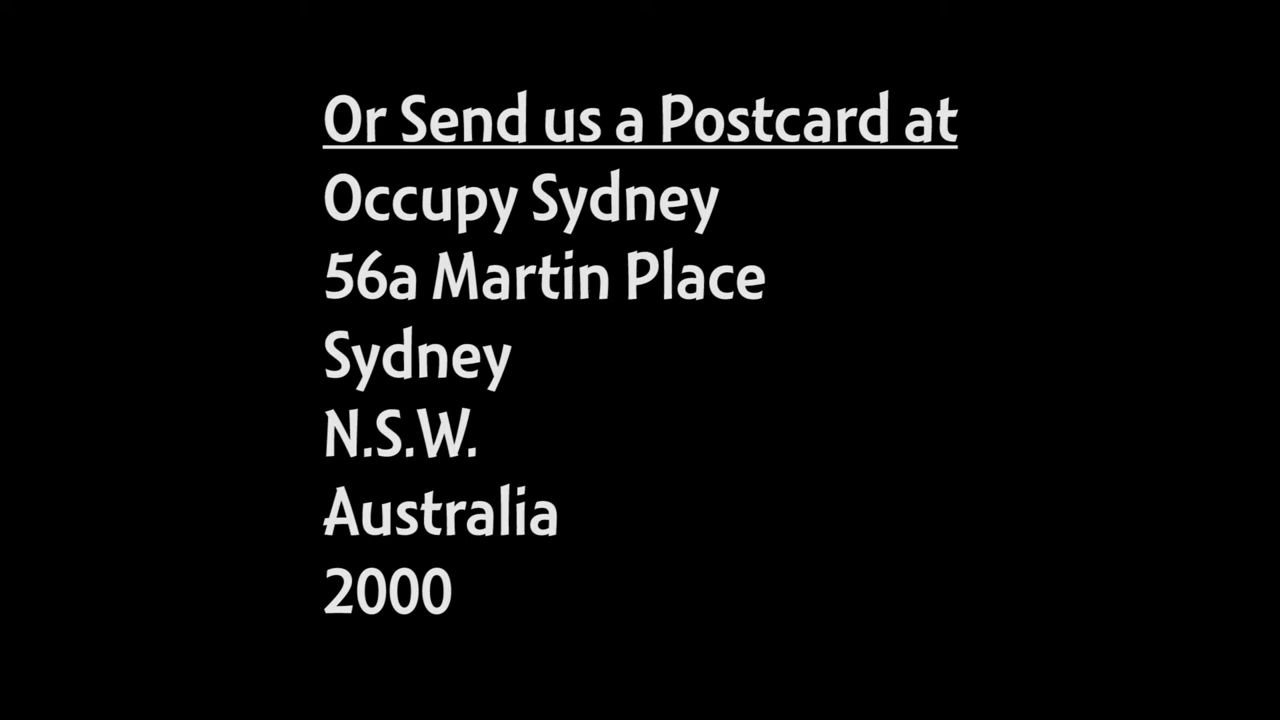 Or Send us a Postcard at
Occupy Sydney
56a Martin Place
Sydney
N.S.W.
Australia
2000